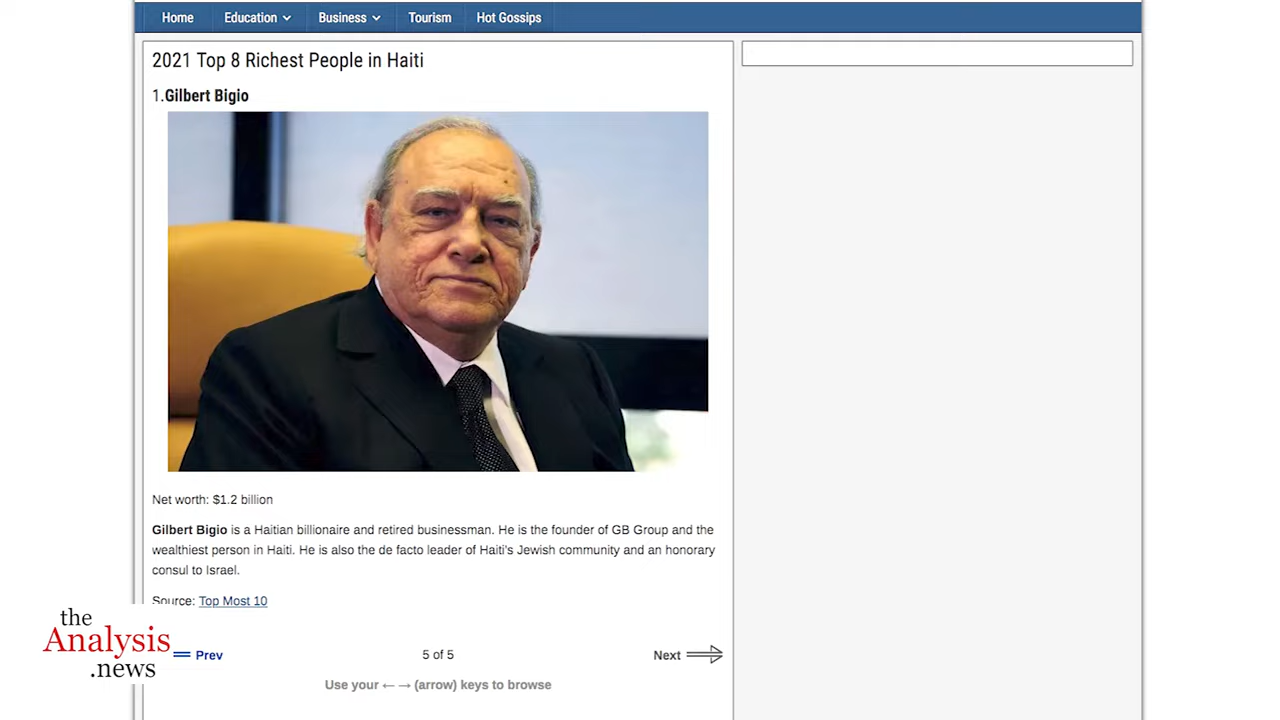 Home Education Business Tourism Hot Gossips
2021 Top 8 Richest People in Haiti
1.Gilbert Bigio
Net worth: $1.2 billion
Gilbert Bigio is a Haitian billionaire and retired businessman. He is the founder of GB Group and the
wealthiest person in Haiti. He is also the de facto leader of Haiti's Jewish community and an honorary
consul to Israel.
Source: Top Most 10
the
Analysis
.news
Prev 5 of 5 Next
Use your ←→ (arrow) keys to browse